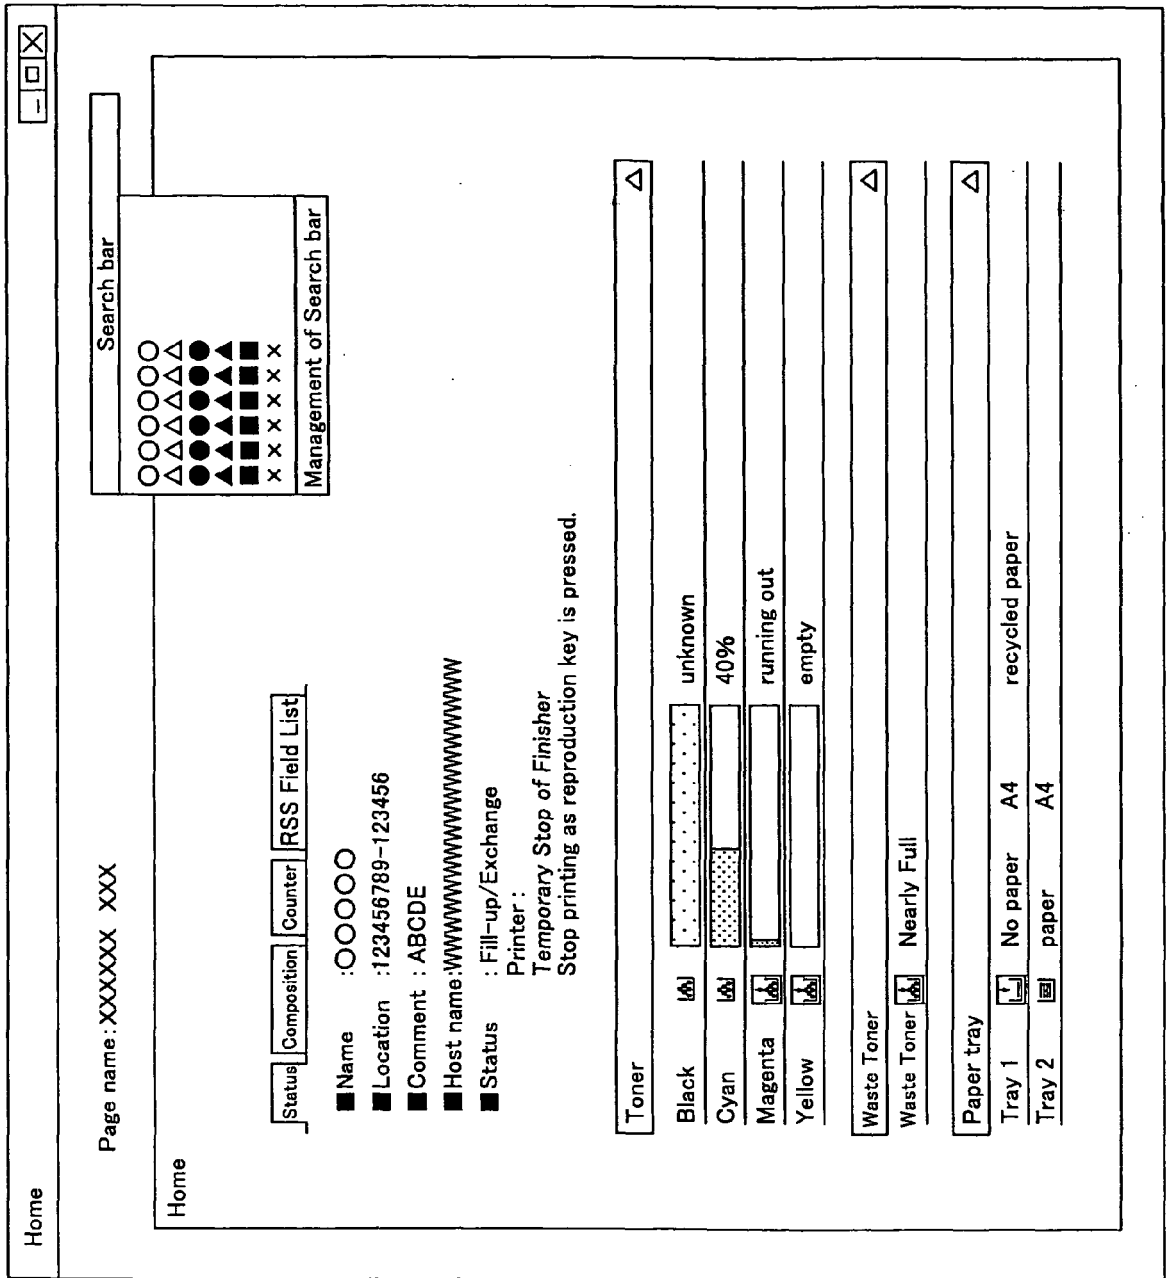 Home
Page name:XXXXXX XXX
Search bar
○○○○○○
△△△△△△
●●●●●●
▲▲▲▲▲▲
■■■■■■
××××××
Management of Search bar
Home
Status Composition Counter RSS Field List
■Name :○○○○○
■Location :123456789-123456
■Comment : ABCDE
■Host name:WWWWWWWWWWWWWWWW
■Status : Fill-up/Exchange
Printer :
Temporary Stop of Finisher
Stop printing as reproduction key is pressed.
Toner △
Black unknown
Cyan 40%
Magenta running out
Yellow empty
Waste Toner △
Waste Toner Nearly Full
Paper tray △
Tray 1 No paper A4 recycled paper
Tray 2 paper A4